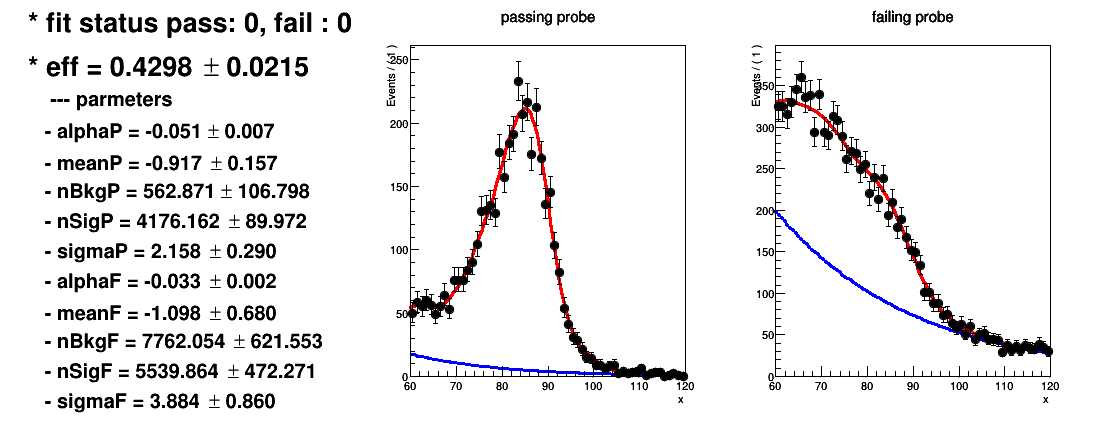 * fit status pass: 0, fail : 0
* eff = 0.4298 ± 0.0215
--- parmeters
- alphaP = -0.051 ± 0.007
- meanP = -0.917 ± 0.157
- nBkgP = 562.871 ± 106.798
- nSigP = 4176.162 ± 89.972
- sigmaP = 2.158 ± 0.290
- alphaF = -0.033 ± 0.002
- meanF = -1.098 ± 0.680
- nBkgF = 7762.054 ± 621.553
- nSigF = 5539.864 ± 472.271
- sigmaF = 3.884 ± 0.860
passing probe
Events / ( 1 )
250
200
150
100
50
0
60 70 80 90 100 110 120
x
failing probe
Events / ( 1 )
350
300
250
200
150
100
50
0
60 70 80 90 100 110 120
x